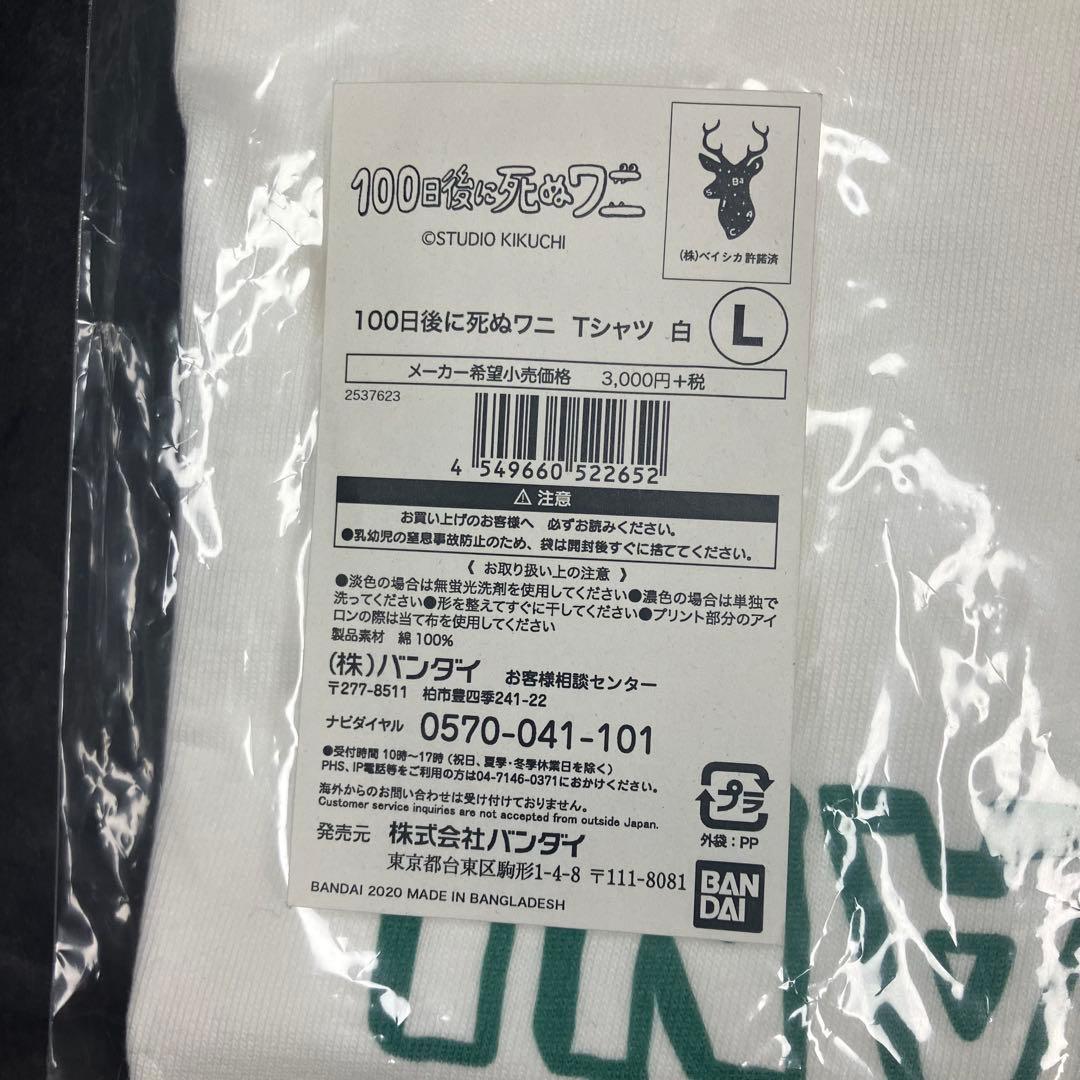 100日後に死ぬワニ
©STUDIO KIKUCHI
Ba
S
I
A
C
(株)ベイシカ許諾済
100日後に死ぬワニ Tシャツ 白 L
メーカー希望小売価格 3,000円+税
2537623
4 549660 522652
⚠ 注意
お買い上げのお客様へ 必ずお読みください。
●乳幼児の窒息事故防止のため、袋は開封後すぐに捨ててください。
《 お取り扱い上の注意 》
●淡色の場合は無蛍光洗剤を使用してください●濃色の場合は単独で
洗ってください●形を整えてすぐに干してください●プリント部分のアイ
ロンの際は当て布を使用してください
製品素材 綿100%
(株)バンダイ お客様相談センター
〒277-8511 柏市豊四季241-22
ナビダイヤル 0570-041-101
●受付時間 10時〜17時 (祝日、夏季・冬季休業日を除く)
PHS、IP電話等をご利用の方は04-7146-0371におかけください。
海外からのお問い合わせは受け付けておりません。
Customer service inquiries are not accepted from outside Japan.
プラ
外袋:PP
発売元 株式会社バンダイ
東京都台東区駒形1-4-8 〒111-8081
BANDAI 2020 MADE IN BANGLADESH
BAN
DAI